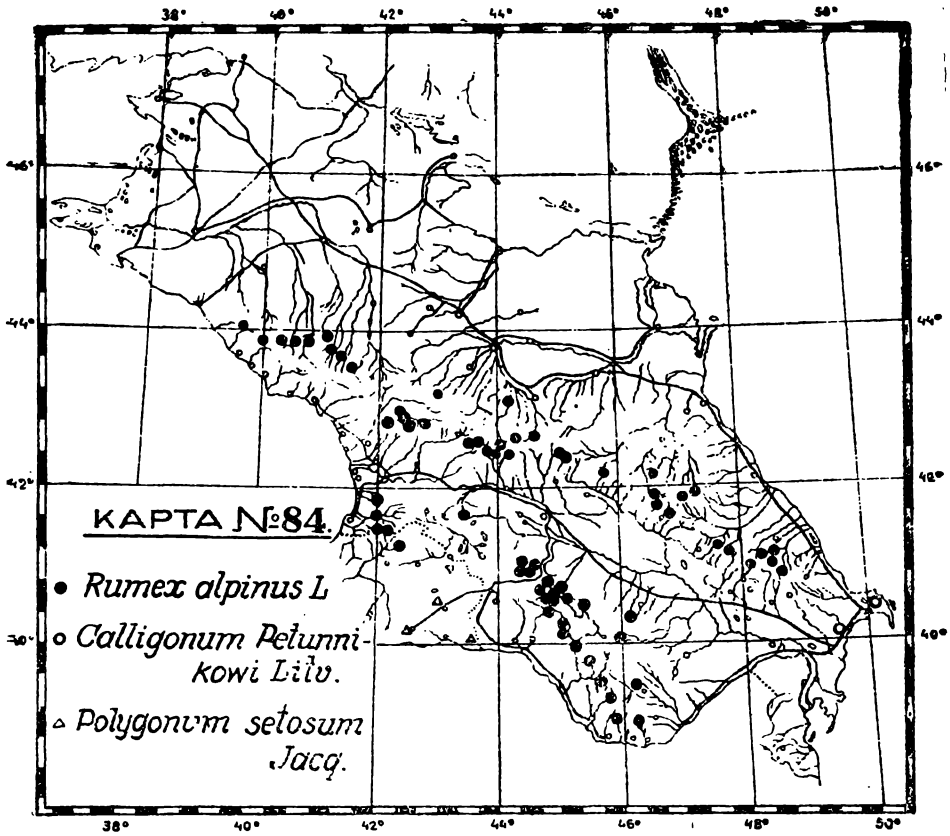 38° 40° 42° 44° 46° 48° 50°
46° 46°
44° 44°
42° 42°
КАРТА №84.
Rumex alpinus L
Calligonum Petunni-
kowi Litv.
40° 40°
Polygonum setosum
Jacq.
38° 40° 42° 44° 46° 48° 50°